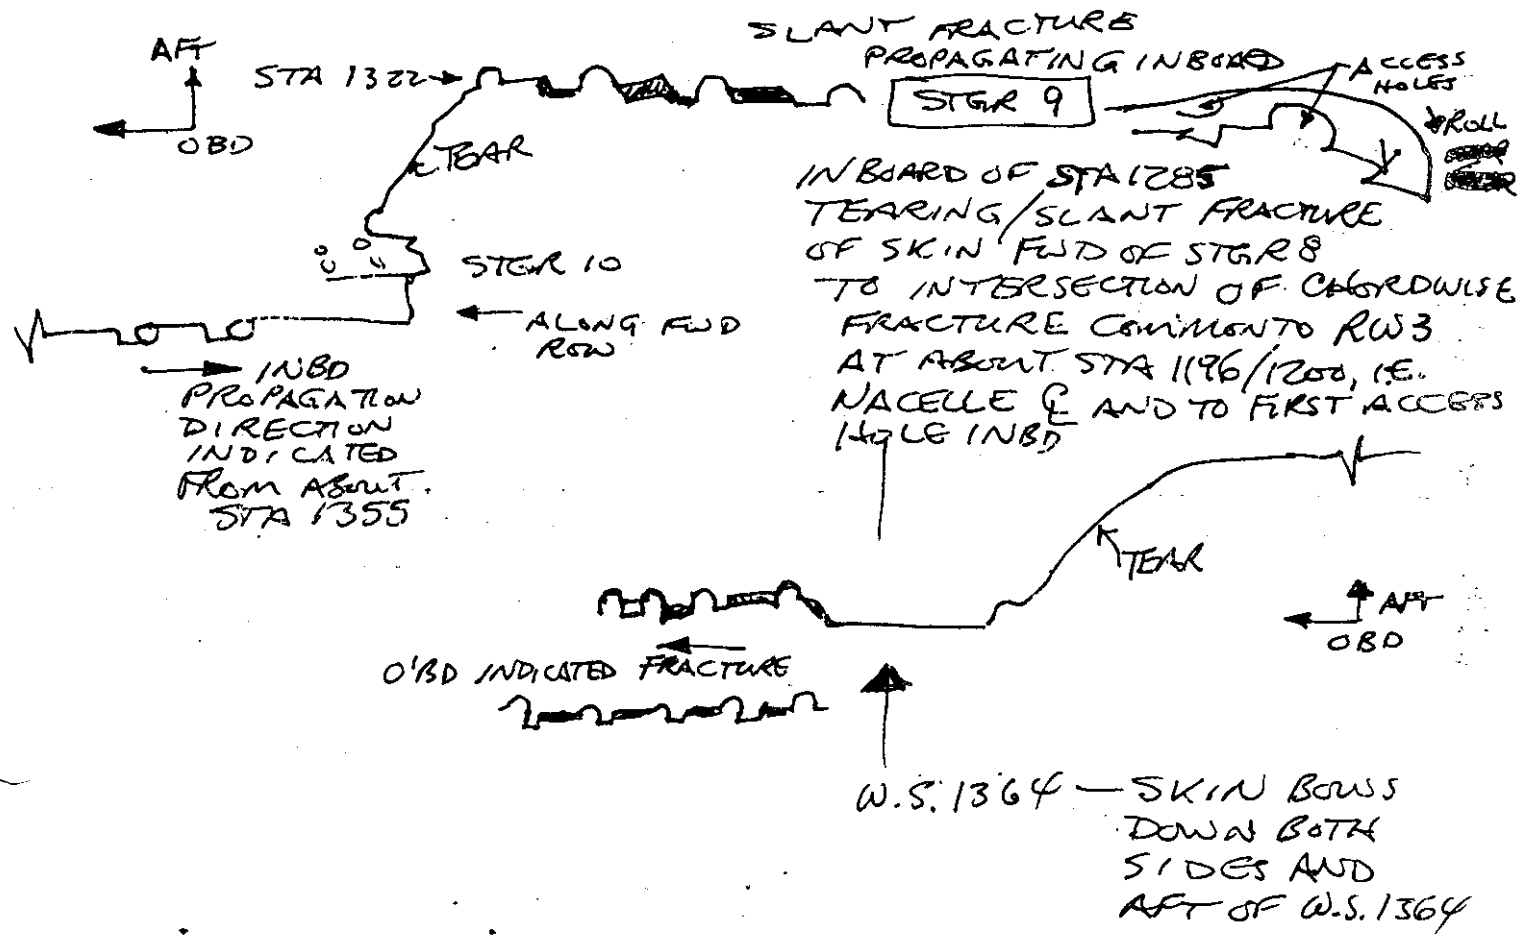 SLANT FRACTURE
PROPAGATING INBOARD
AFT
OBD
STA 1322
TEAR
STGR 9
ACCESS
HOLES
ROLL
INBOARD OF STA 1285
TEARING/SLANT FRACTURE
OF SKIN FWD OF STGR 8
TO INTERSECTION OF CHORDWISE
FRACTURE COMMON TO RW3
AT ABOUT STA 1196/1200, I.E.
NACELLE ℄ AND TO FIRST ACCESS
HOLE INBD
STGR 10
ALONG FWD
ROW
INBD
PROPAGATION
DIRECTION
INDICATED
FROM ABOUT
STA 1355
TEAR
AFT
OBD
O'BD INDICATED FRACTURE
W.S. 1364 — SKIN BOWS
DOWN BOTH
SIDES AND
AFT OF W.S. 1364